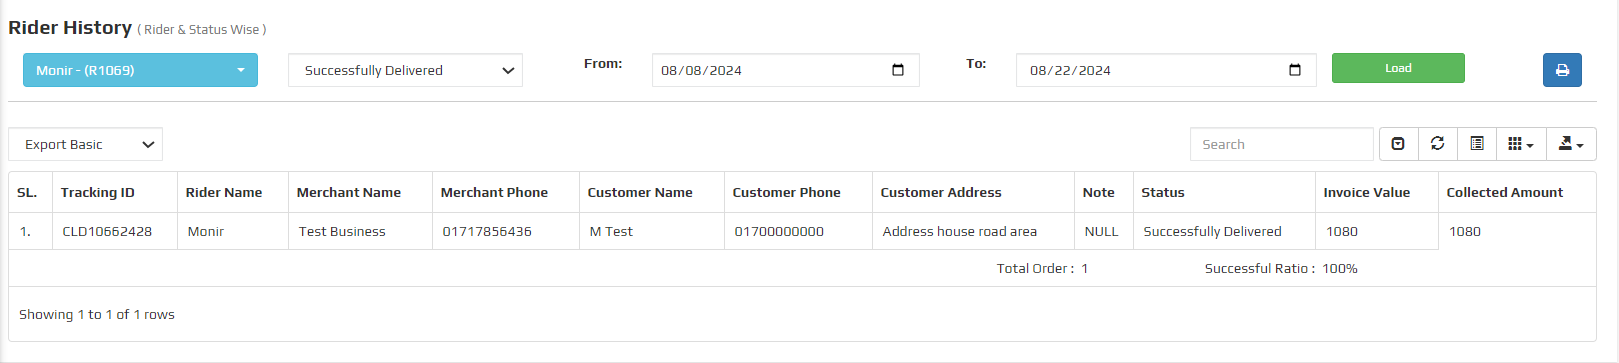 Rider History ( Rider & Status Wise )
Monir - (R1069) Successfully Delivered From: 08/08/2024 To: 08/22/2024 Load
Export Basic Search
SL. Tracking ID Rider Name Merchant Name Merchant Phone Customer Name Customer Phone Customer Address Note Status Invoice Value Collected Amount
1. CLD10662428 Monir Test Business 01717856436 M Test 01700000000 Address house road area NULL Successfully Delivered 1080 1080
Total Order : 1 Successful Ratio : 100%
Showing 1 to 1 of 1 rows